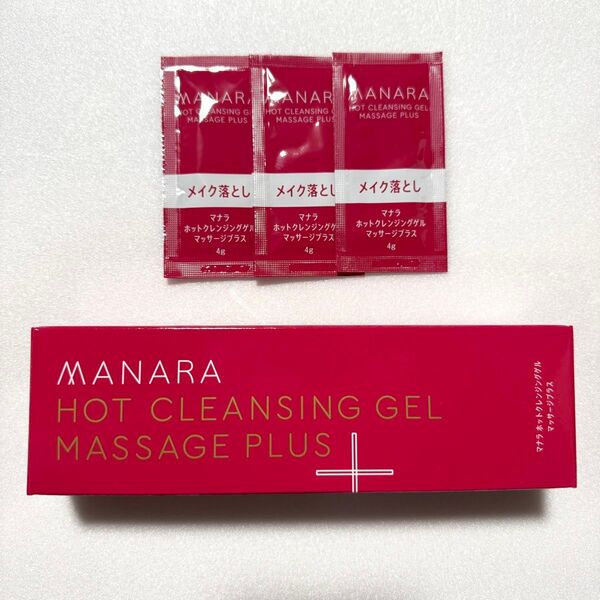 MANARA
HOT CLEANSING GEL
MASSAGE PLUS
メイク落とし
マナラ
ホットクレンジングゲル
マッサージプラス
4g
MANARA
HOT CLEANSING GEL
MASSAGE PLUS
メイク落とし
マナラ
ホットクレンジングゲル
マッサージプラス
4g
MANARA
HOT CLEANSING GEL
MASSAGE PLUS
メイク落とし
マナラ
ホットクレンジングゲル
マッサージプラス
4g
MANARA
HOT CLEANSING GEL
MASSAGE PLUS
マナラ ホットクレンジングゲル
マッサージプラス